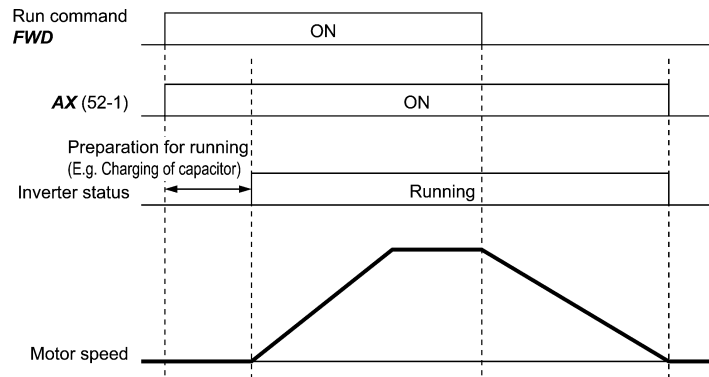 Run command
FWD
ON
AX (52-1)
ON
Preparation for running
(E.g. Charging of capacitor)
Inverter status
Running
Motor speed